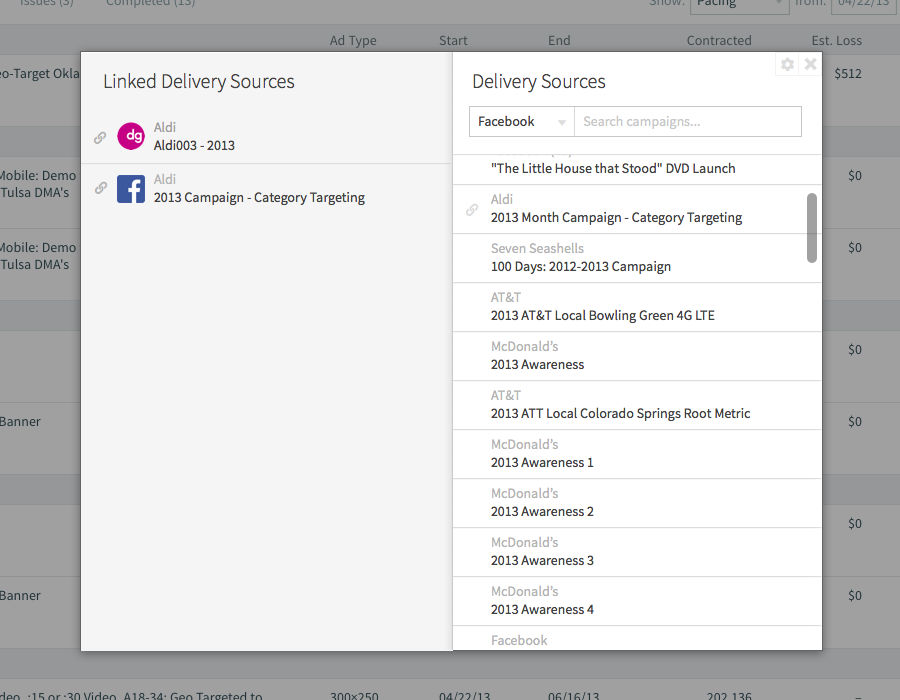 Issues (3) Completed (13) Show: Pacing from: 04/22/13
Ad Type Start End Contracted Est. Loss
Linked Delivery Sources
Aldi
dg
Aldi003 - 2013
Aldi
f
2013 Campaign - Category Targeting
Delivery Sources
Facebook Search campaigns...
"The Little House that Stood" DVD Launch
Aldi
2013 Month Campaign - Category Targeting
Seven Seashells
100 Days: 2012-2013 Campaign
AT&T
2013 AT&T Local Bowling Green 4G LTE
McDonald's
2013 Awareness
AT&T
2013 ATT Local Colorado Springs Root Metric
McDonald's
2013 Awareness 1
McDonald's
2013 Awareness 2
McDonald's
2013 Awareness 3
McDonald's
2013 Awareness 4
Facebook
eo-Target Okla
$512
Mobile: Demo
Tulsa DMA's
$0
Mobile: Demo
Tulsa DMA's
$0
$0
Banner
$0
$0
Banner
$0
deo, :15 or :30 Video, A18-34; Geo Targeted to 300×250 04/22/13 06/16/13 202,136 –